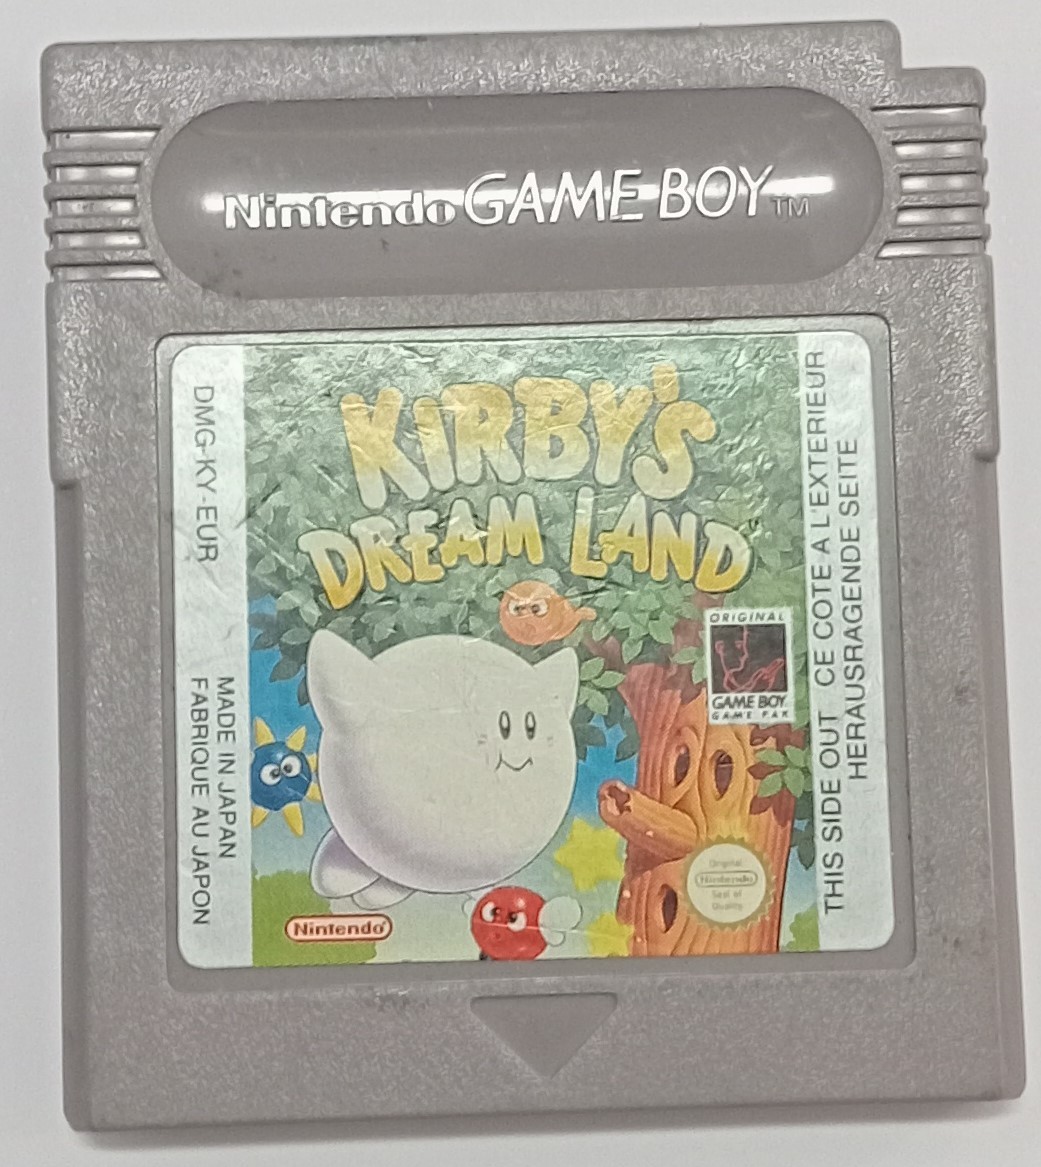 Nintendo GAME BOY™
KIRBY'S
DREAM LAND™
DMG-KY-EUR
MADE IN JAPAN
FABRIQUE AU JAPON
ORIGINAL
GAME BOY
GAME PAK
THIS SIDE OUT CE COTE A L'EXTERIEUR
HERAUSRAGENDE SEITE
Nintendo®
Original
Nintendo
Seal of
Quality